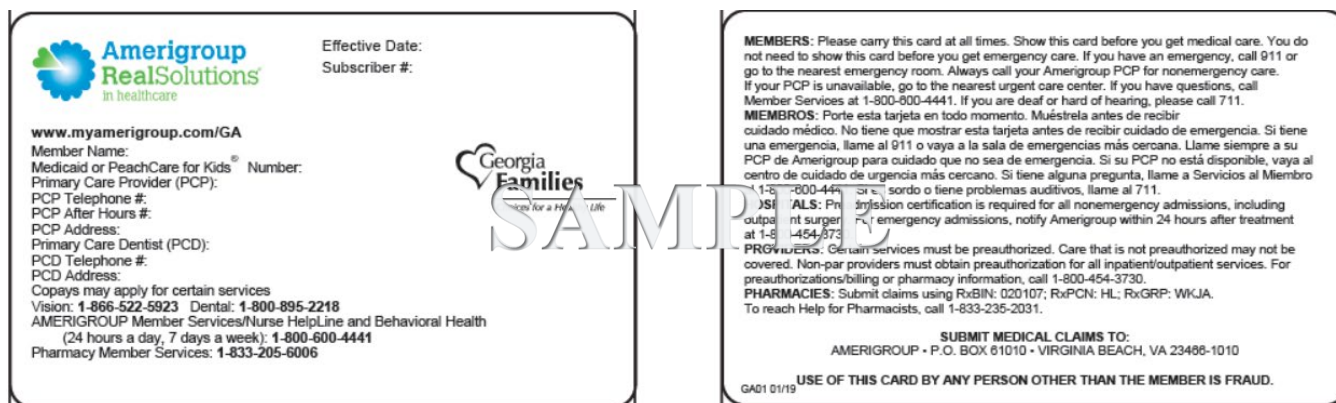 Amerigroup
RealSolutions®
in healthcare
Effective Date:
Subscriber #:
www.myamerigroup.com/GA
Member Name:
Medicaid or PeachCare for Kids® Number:
Primary Care Provider (PCP):
PCP Telephone #:
PCP After Hours #:
PCP Address:
Primary Care Dentist (PCD):
PCD Telephone #:
PCD Address:
Copays may apply for certain services
Vision: 1-866-522-5923 Dental: 1-800-895-2218
AMERIGROUP Member Services/Nurse HelpLine and Behavioral Health
(24 hours a day, 7 days a week): 1-800-600-4441
Pharmacy Member Services: 1-833-205-6006
Georgia
Families
for a Life
SAMPLE
MEMBERS: Please carry this card at all times. Show this card before you get medical care. You do
not need to show this card before you get emergency care. If you have an emergency, call 911 or
go to the nearest emergency room. Always call your Amerigroup PCP for nonemergency care.
If your PCP is unavailable, go to the nearest urgent care center. If you have questions, call
Member Services at 1-800-600-4441. If you are deaf or hard of hearing, please call 711.
MIEMBROS: Porte esta tarjeta en todo momento. Muéstrela antes de recibir
cuidado médico. No tiene que mostrar esta tarjeta antes de recibir cuidado de emergencia. Si tiene
una emergencia, llame al 911 o vaya a la sala de emergencias más cercana. Llame siempre a su
PCP de Amerigroup para cuidado que no sea de emergencia. Si su PCP no está disponible, vaya al
centro de cuidado de urgencia más cercano. Si tiene alguna pregunta, llame a Servicios al Miembro
Si es sordo o tiene problemas auditivos, llame al 711.
HOSPITALS: Preadmission certification is required for all nonemergency admissions, including
outpatient surgery. For emergency admissions, notify Amerigroup within 24 hours after treatment
at
PROVIDERS: Certain services must be preauthorized. Care that is not preauthorized may not be
covered. Non-par providers must obtain preauthorization for all inpatient/outpatient services. For
preauthorizations/billing or pharmacy information, call 1-800-454-3730.
PHARMACIES: Submit claims using RxBIN: 020107; RxPCN: HL; RxGRP: WKJA.
To reach Help for Pharmacists, call 1-833-235-2031.
SUBMIT MEDICAL CLAIMS TO:
AMERIGROUP • P.O. BOX 61010 • VIRGINIA BEACH, VA 23466-1010
USE OF THIS CARD BY ANY PERSON OTHER THAN THE MEMBER IS FRAUD.
GA01 01/19